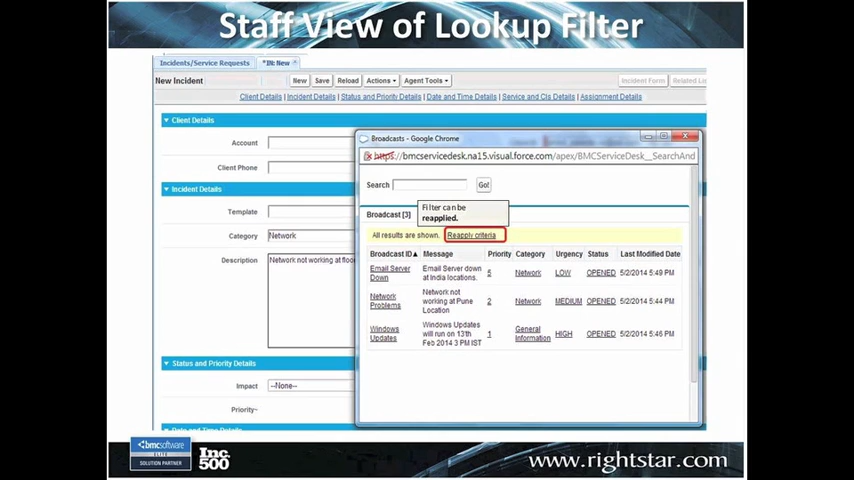 Staff View of Lookup Filter
Incidents/Service Requests
*IN: New
New Incident
New
Save
Reload
Actions
Agent Tools
Incident Form
Client Details | Incident Details | Status and Priority Details | Date and Time Details | Service and CIs Details | Assignment Details
Client Details
Account
Client Phone
Incident Details
Template
Category
Network
Description
Network not working at floo
Status and Priority Details
Impact
--None--
Priority~
Broadcasts - Google Chrome
https://bmcservicedesk.na15.visual.force.com/apex/BMCServiceDesk__SearchAnd
Search
Go!
Filter can be
reapplied.
Broadcast [3]
All results are shown. Reapply criteria
Broadcast ID Message Priority Category Urgency Status Last Modified Date
Email Server Down Email Server down at India locations. 5 Network LOW OPENED 5/2/2014 5:49 PM
Network Problems Network not working at Pune Location 2 Network MEDIUM OPENED 5/2/2014 5:44 PM
Windows Updates Windows Updates will run on 13th Feb 2014 3 PM IST 1 General Information HIGH OPENED 5/2/2014 5:46 PM
bmcsoftware
ELITE
SOLUTION PARTNER
Inc.
500
www.rightstar.com